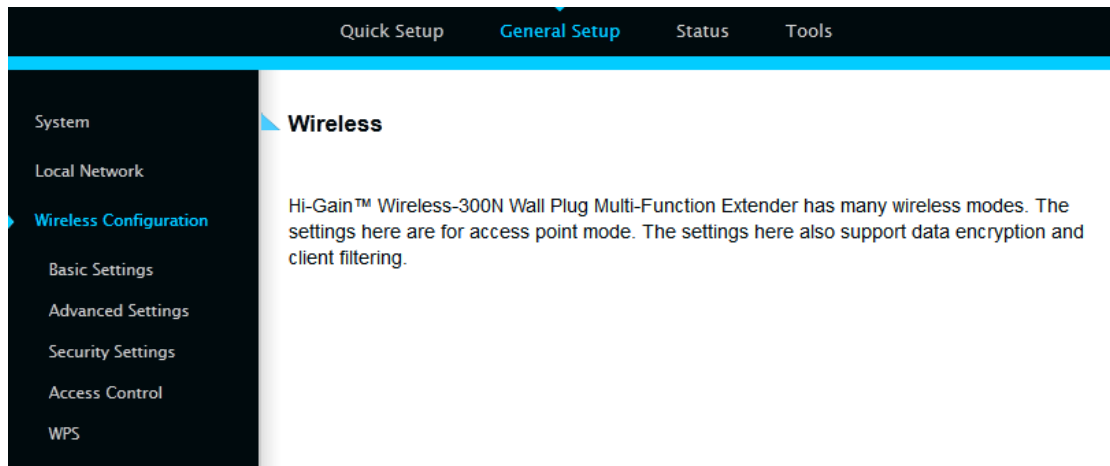 Quick Setup General Setup Status Tools
System
Local Network
Wireless Configuration
Basic Settings
Advanced Settings
Security Settings
Access Control
WPS
Wireless
Hi-Gain™ Wireless-300N Wall Plug Multi-Function Extender has many wireless modes. The
settings here are for access point mode. The settings here also support data encryption and
client filtering.